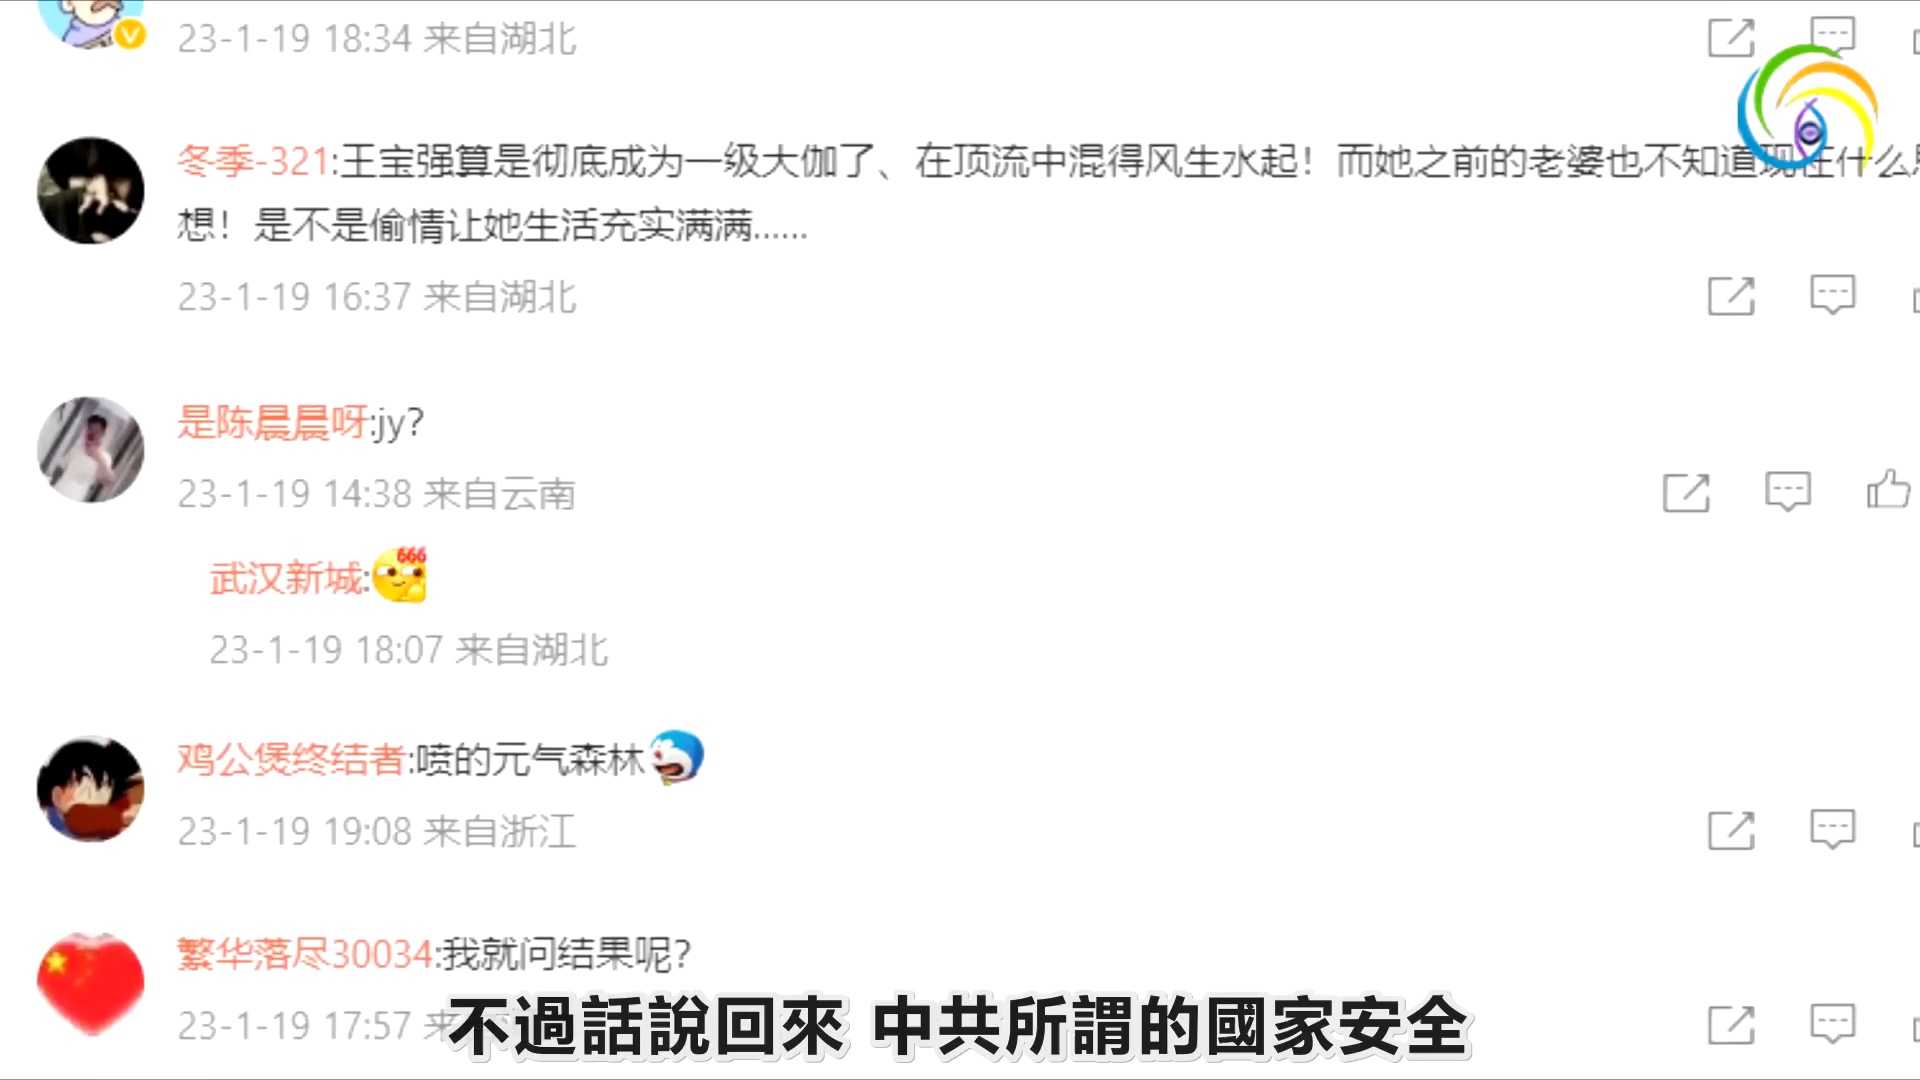 23-1-19 18:34 来自湖北
冬季-321:王宝强算是彻底成为一级大伽了、在顶流中混得风生水起！而她之前的老婆也不知道现在什么思
想！是不是偷情让她生活充实满满......
23-1-19 16:37 来自湖北
是陈晨晨呀:jy?
23-1-19 14:38 来自云南
武汉新城:
666
23-1-19 18:07 来自湖北
鸡公煲终结者:喷的元气森林
23-1-19 19:08 来自浙江
繁华落尽30034:我就问结果呢?
23-1-19 17:57 来
不過話說回來 中共所謂的國家安全